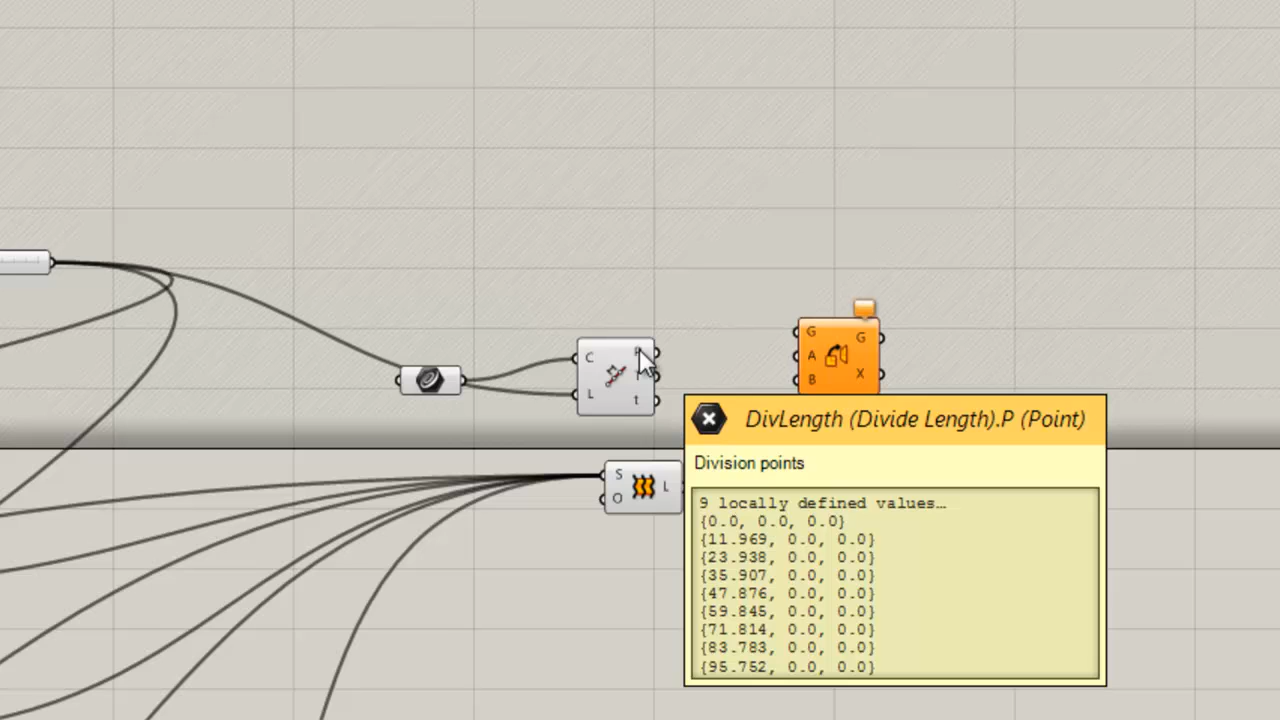 G
G
A
X
B
C
L
t
DivLength (Divide Length).P (Point)
Division points
S
O
L
9 locally defined values…
{0.0, 0.0, 0.0}
{11.969, 0.0, 0.0}
{23.938, 0.0, 0.0}
{35.907, 0.0, 0.0}
{47.876, 0.0, 0.0}
{59.845, 0.0, 0.0}
{71.814, 0.0, 0.0}
{83.783, 0.0, 0.0}
{95.752, 0.0, 0.0}